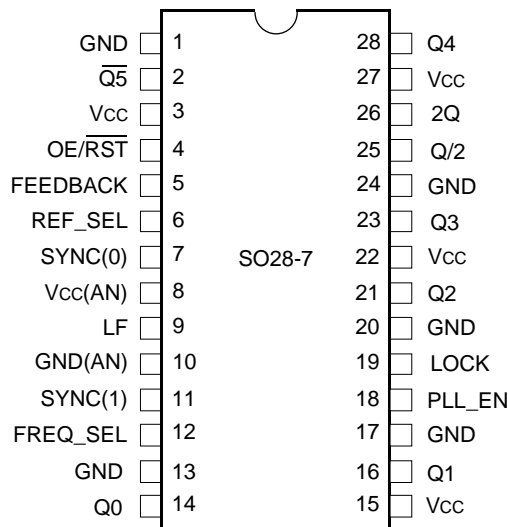 GND 1 28 Q4
Q̅5̅ 2 27 VCC
VCC 3 26 2Q
OE/R̅S̅T̅ 4 25 Q/2
FEEDBACK 5 24 GND
REF_SEL 6 23 Q3
SYNC(0) 7 SO28-7 22 VCC
VCC(AN) 8 21 Q2
LF 9 20 GND
GND(AN) 10 19 LOCK
SYNC(1) 11 18 PLL_EN
FREQ_SEL 12 17 GND
GND 13 16 Q1
Q0 14 15 VCC